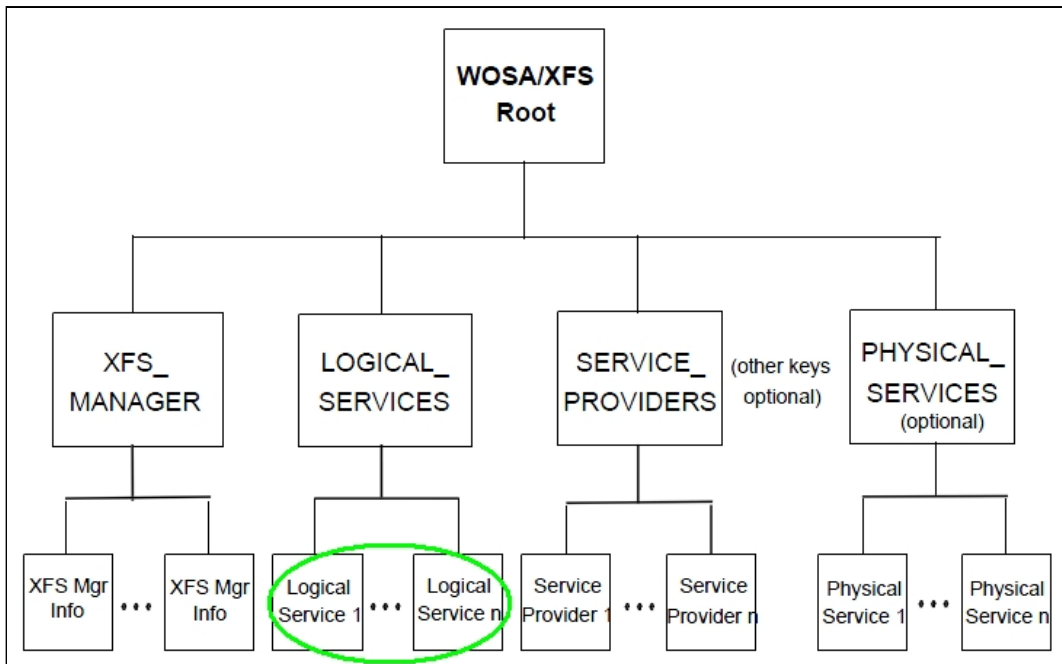 WOSA/XFS
Root
XFS_
MANAGER
LOGICAL_
SERVICES
SERVICE_
PROVIDERS
(other keys
optional)
PHYSICAL_
SERVICES
(optional)
XFS Mgr
Info
•••
XFS Mgr
Info
Logical
Service 1
•••
Logical
Service n
Service
Provider 1
•••
Service
Provider n
Physical
Service 1
•••
Physical
Service n